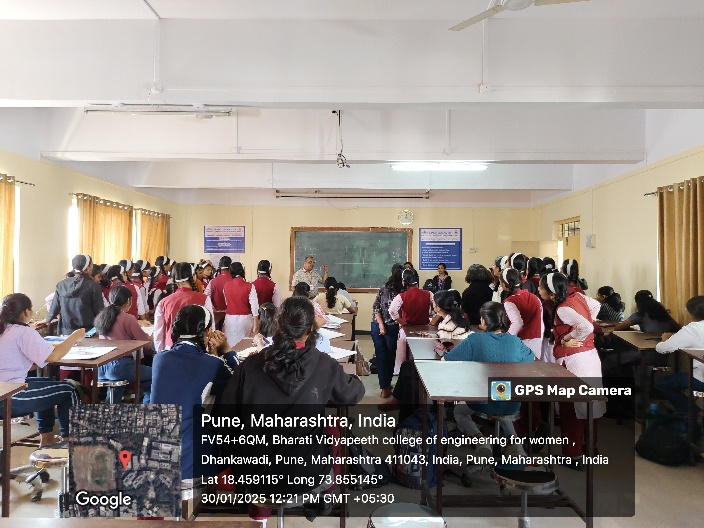 GPS Map Camera
Pune, Maharashtra, India
FV54+6QM, Bharati Vidyapeeth college of engineering for women ,
Dhankawadi, Pune, Maharashtra 411043, India, Pune, Maharashtra , India
Lat 18.459115° Long 73.855145°
30/01/2025 12:21 PM GMT +05:30
Google